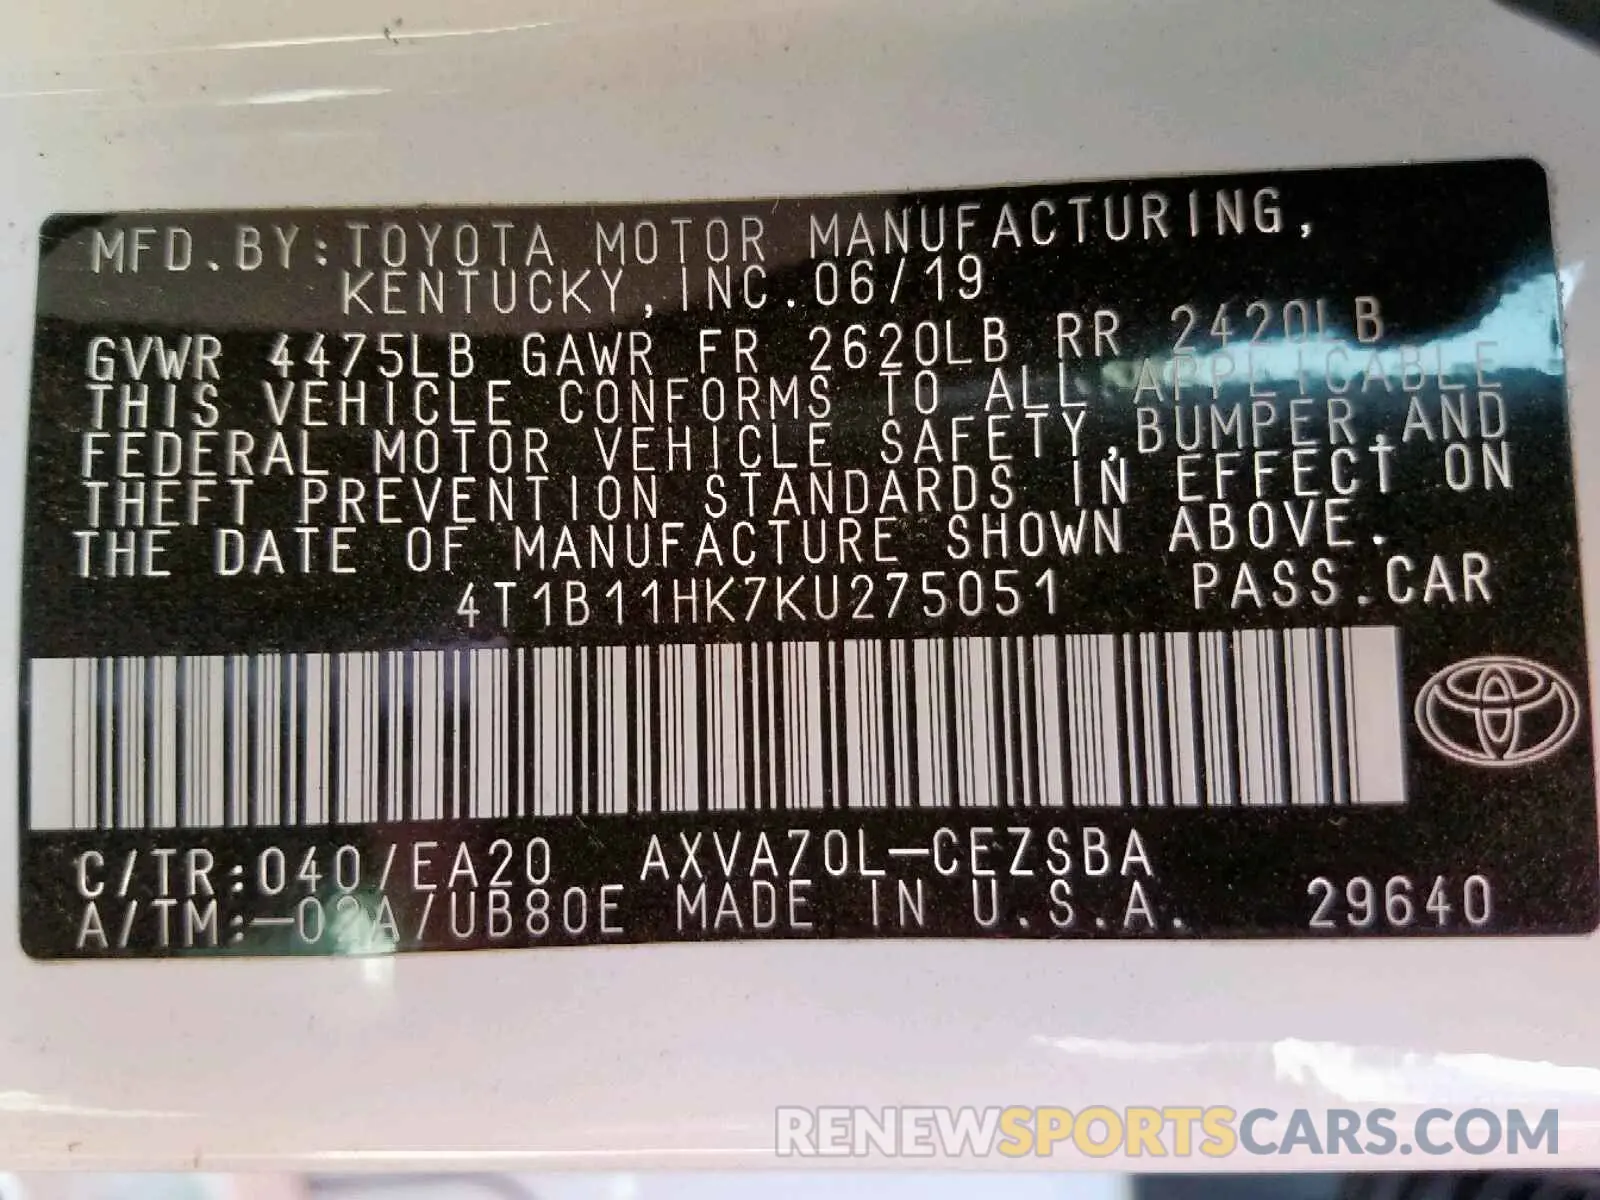 MFD.BY:TOYOTA MOTOR MANUFACTURING,
KENTUCKY,INC.06/19
GVWR 4475LB GAWR FR 2620LB RR 2420LB
THIS VEHICLE CONFORMS TO ALL APPLICABLE
FEDERAL MOTOR VEHICLE SAFETY,BUMPER,AND
THEFT PREVENTION STANDARDS IN EFFECT ON
THE DATE OF MANUFACTURE SHOWN ABOVE.
4T1B11HK7KU275051 PASS.CAR
C/TR:040/EA20 AXVA70L-CEZSBA
A/TM:-02A/UB80E MADE IN U.S.A. 29640
RENEWSPORTSCARS.COM